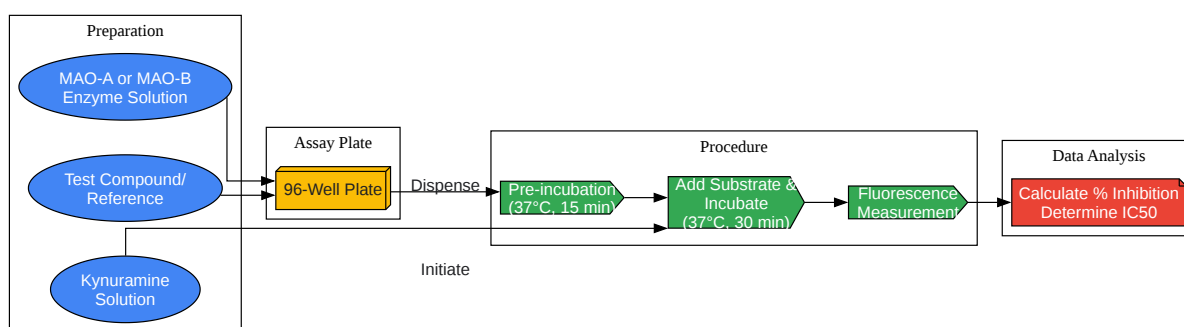 Preparation
MAO-A or MAO-B
Enzyme Solution
Test Compound/
Reference
Kynuramine
Solution
Assay Plate
96-Well Plate
Dispense
Initiate
Procedure
Pre-incubation
(37°C, 15 min)
Add Substrate &
Incubate
(37°C, 30 min)
Fluorescence
Measurement
Data Analysis
Calculate % Inhibition
Determine IC50